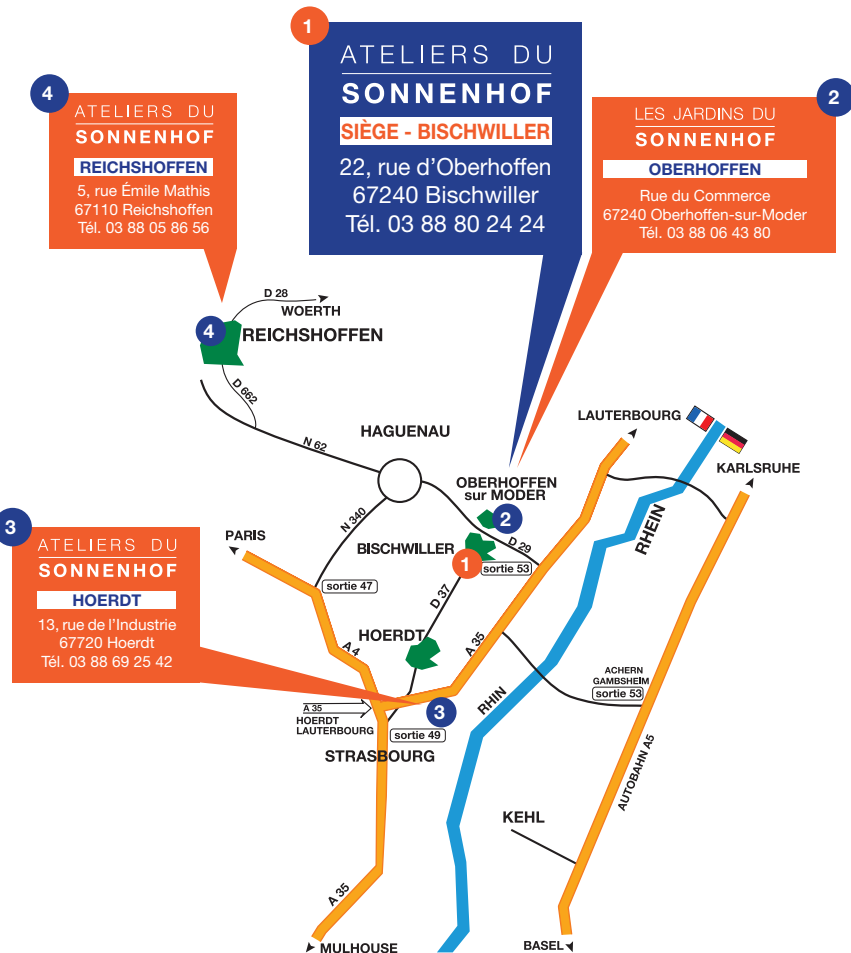 1
ATELIERS DU
SONNENHOF
SIÈGE - BISCHWILLER
22, rue d'Oberhoffen
67240 Bischwiller
Tél. 03 88 80 24 24
4
ATELIERS DU
SONNENHOF
REICHSHOFFEN
5, rue Émile Mathis
67110 Reichshoffen
Tél. 03 88 05 86 56
2
LES JARDINS DU
SONNENHOF
OBERHOFFEN
Rue du Commerce
67240 Oberhoffen-sur-Moder
Tél. 03 88 06 43 80
D 28
WOERTH
4
REICHSHOFFEN
D 662
N 62
HAGUENAU
LAUTERBOURG
KARLSRUHE
OBERHOFFEN
sur MODER
2
N 340
D 29
RHEIN
3
ATELIERS DU
SONNENHOF
HOERDT
13, rue de l'Industrie
67720 Hoerdt
Tél. 03 88 69 25 42
PARIS
BISCHWILLER
1
sortie 53
sortie 47
D 37
HOERDT
A 4
A 35
RHIN
ACHERN
GAMBSHEIM
sortie 53
A 35
HOERDT
LAUTERBOURG
3
sortie 49
STRASBOURG
AUTOBAHN A5
KEHL
A 35
MULHOUSE
BASEL